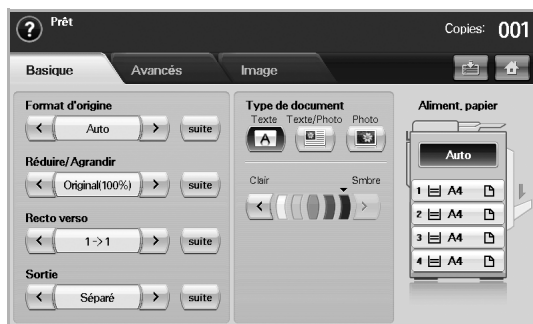 Prêt
Copies: 001
Basique Avancés Image
Format d'origine
Auto
suite
Réduire/Agrandir
Original(100%)
suite
Recto verso
1->1
suite
Sortie
Séparé
suite
Type de document
Texte Texte/Photo Photo
A
Clair Smbre
Aliment. papier
Auto
1 A4
2 A4
3 A4
4 A4